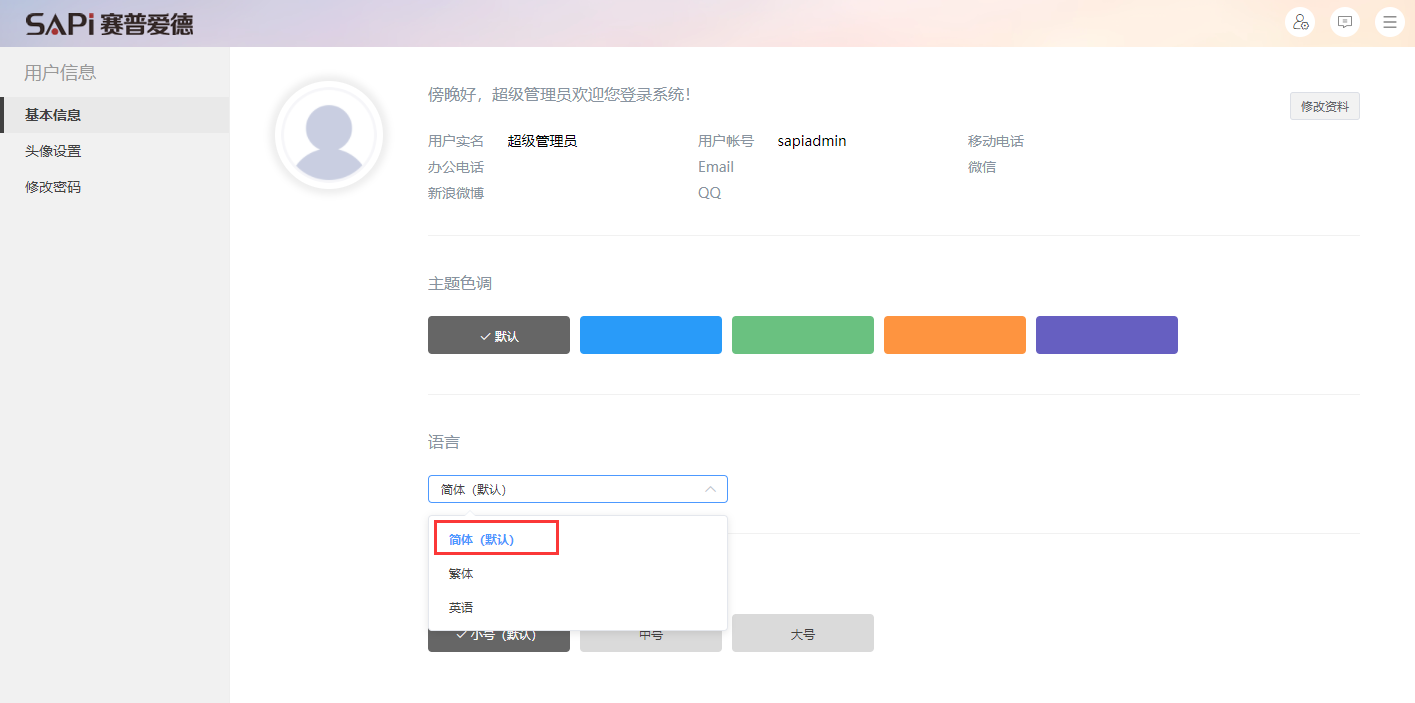 SAPi 赛普爱德
用户信息
基本信息
头像设置
修改密码
傍晚好，超级管理员欢迎您登录系统！
修改资料
用户实名 超级管理员 用户帐号 sapiadmin 移动电话
办公电话 Email 微信
新浪微博 QQ
主题色调
默认
语言
简体（默认）
简体（默认）
繁体
英语
小号（默认） 中号 大号